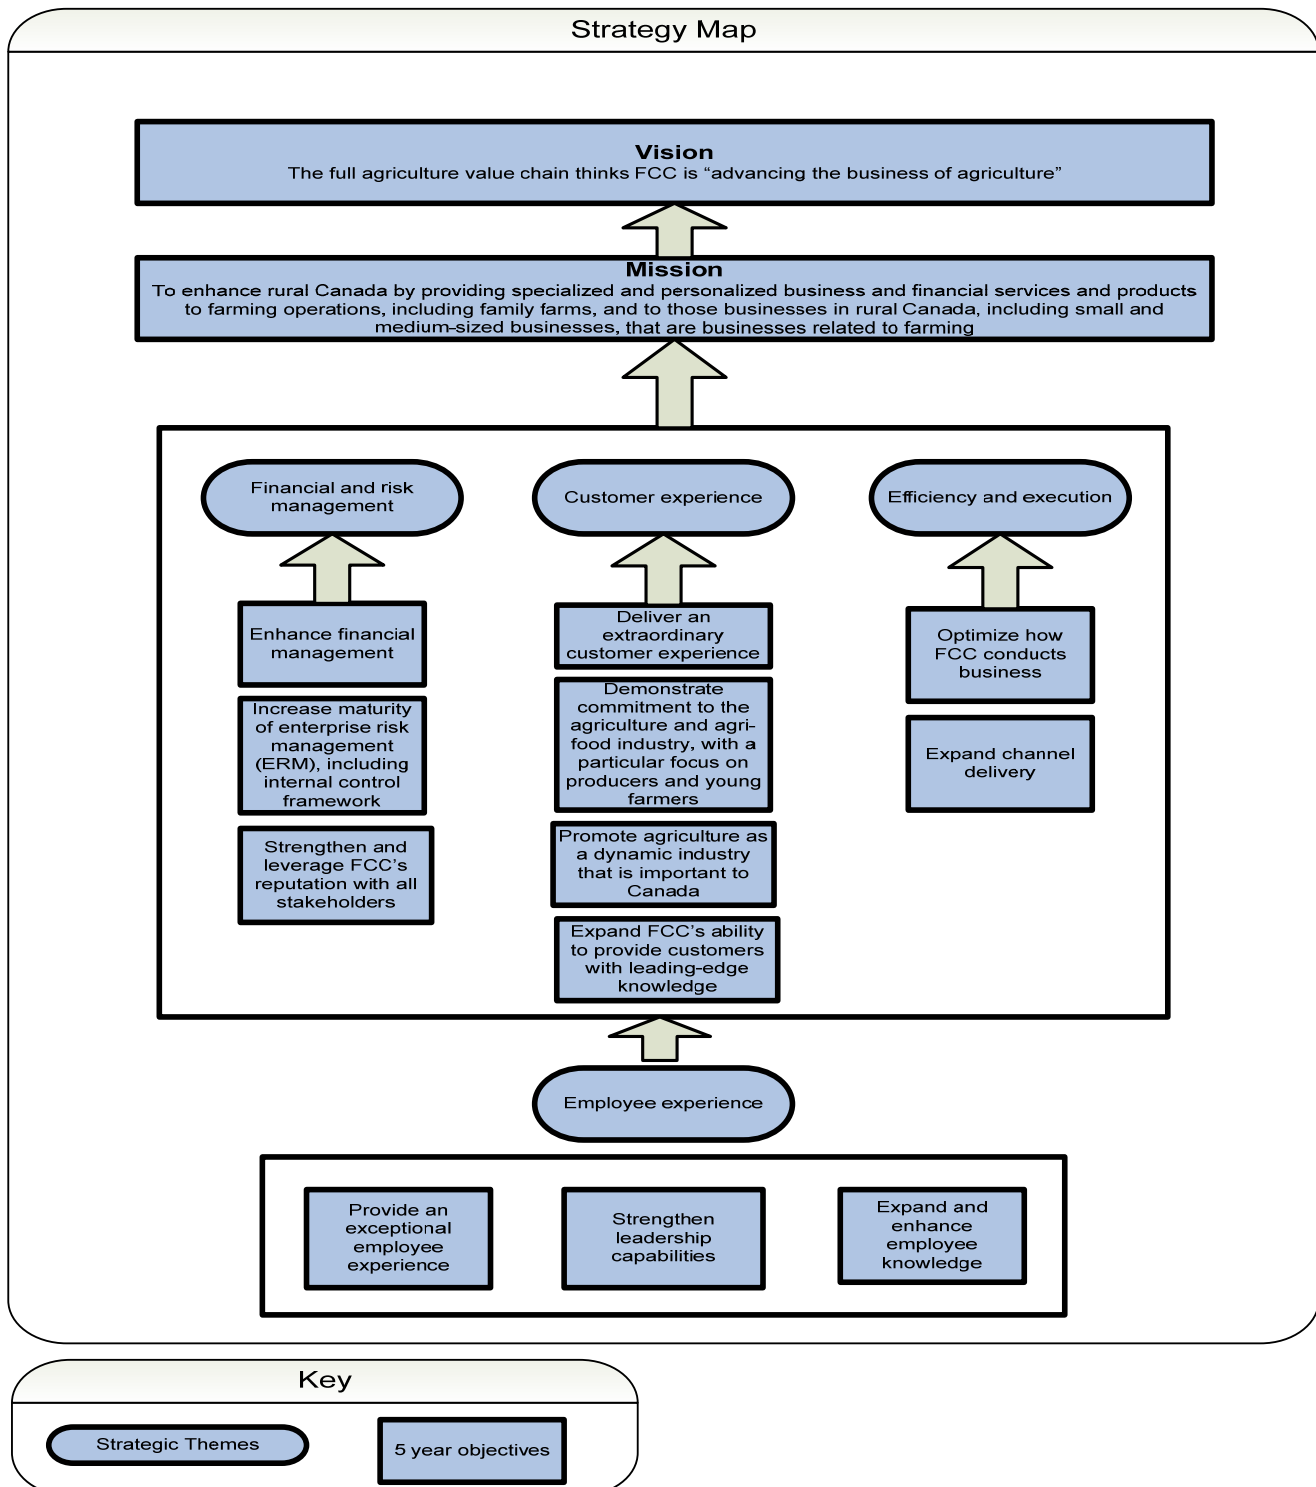 Strategy Map
Vision
The full agriculture value chain thinks FCC is “advancing the business of agriculture”
Mission
To enhance rural Canada by providing specialized and personalized business and financial services and products
to farming operations, including family farms, and to those businesses in rural Canada, including small and
medium-sized businesses, that are businesses related to farming
Financial and risk
management
Customer experience
Efficiency and execution
Enhance financial
management
Increase maturity
of enterprise risk
management
(ERM), including
internal control
framework
Strengthen and
leverage FCC’s
reputation with all
stakeholders
Deliver an
extraordinary
customer experience
Demonstrate
commitment to the
agriculture and agri-
food industry, with a
particular focus on
producers and young
farmers
Promote agriculture as
a dynamic industry
that is important to
Canada
Expand FCC’s ability
to provide customers
with leading-edge
knowledge
Optimize how
FCC conducts
business
Expand channel
delivery
Employee experience
Provide an
exceptional
employee
experience
Strengthen
leadership
capabilities
Expand and
enhance
employee
knowledge
Key
Strategic Themes
5 year objectives